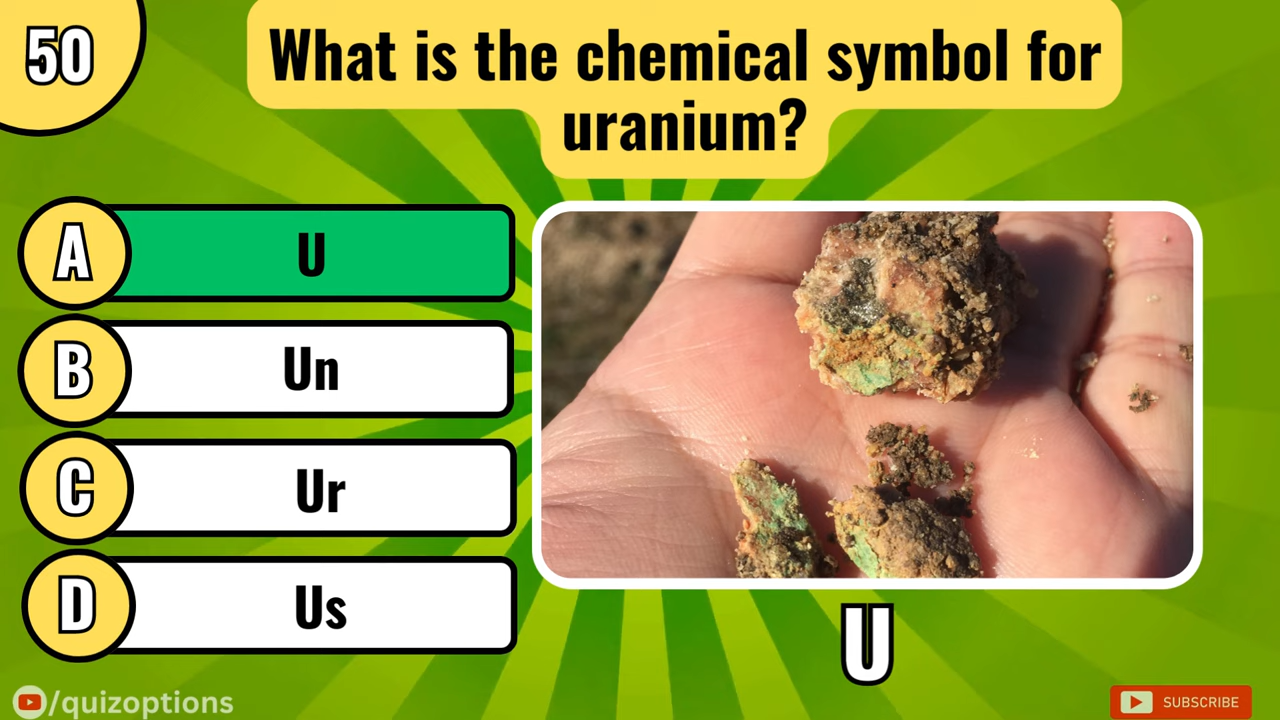 50
What is the chemical symbol for
uranium?
A
U
B
Un
C
Ur
D
Us
U
/quizoptions
SUBSCRIBE